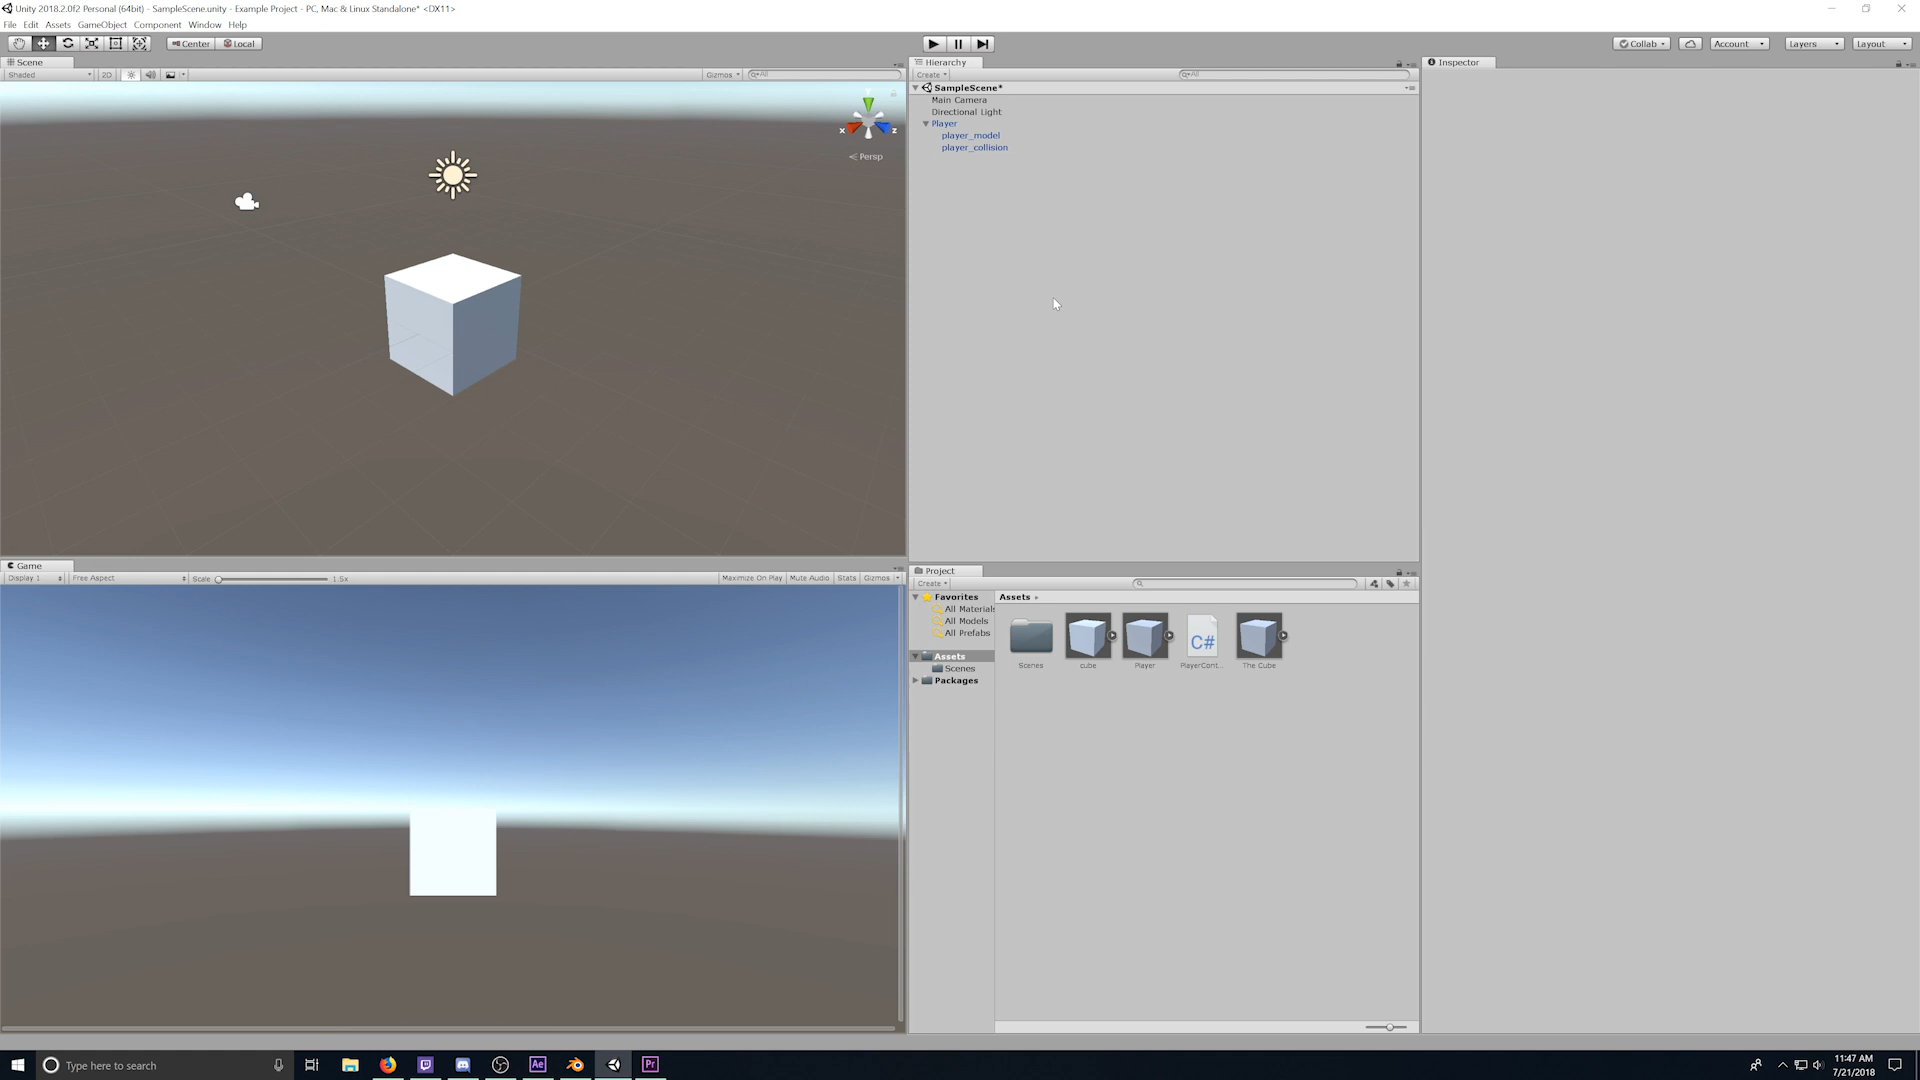 Unity 2018.2.0f2 Personal (64bit) - SampleScene.unity - Example Project - PC, Mac & Linux Standalone* <DX11>
File Edit Assets GameObject Component Window Help
Center Local
Collab Account Layers Layout
Scene
Shaded 2D Gizmos All
Y
X Z
Persp
Hierarchy
Create All
SampleScene*
Main Camera
Directional Light
Player
player_model
player_collision
Inspector
Game
Display 1 Free Aspect Scale 1.5x Maximize On Play Mute Audio Stats Gizmos
Project
Create
Favorites
All Materials
All Models
All Prefabs
Assets
Scenes
Packages
Assets
C#
Scenes cube Player PlayerCont... The Cube
Type here to search
Ae
Pr
11:47 AM
7/21/2018